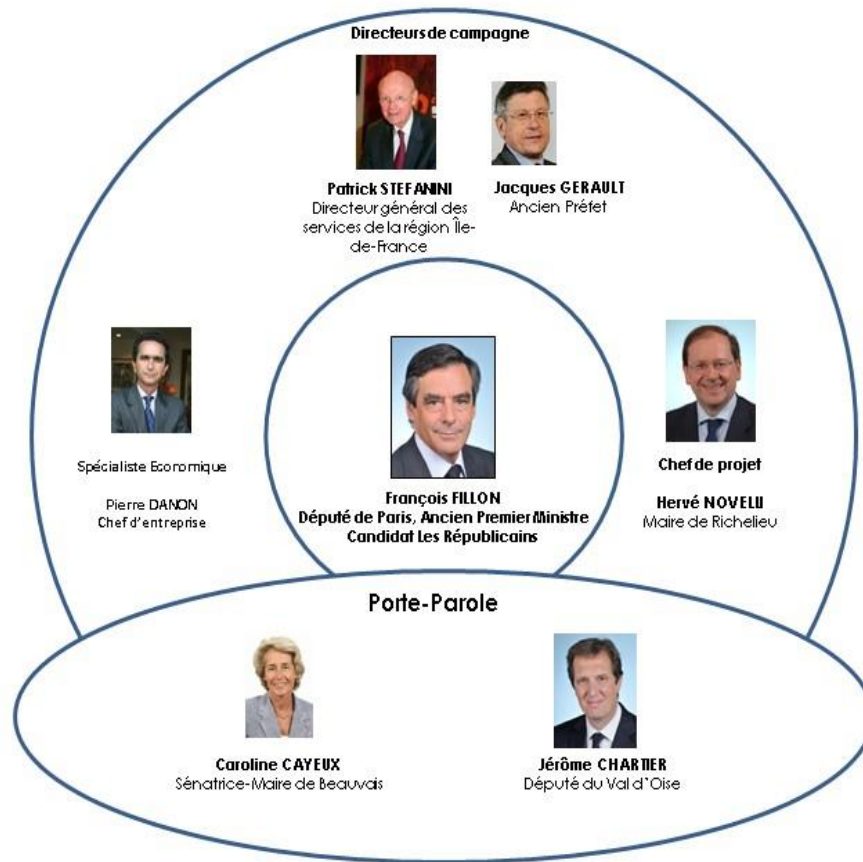 Directeurs de campagne
Patrick STEFANINI
Directeur général des
services de la région Île-
de-France
Jacques GERAULT
Ancien Préfet
Spécialiste Economique
Pierre DANON
Chef d'entreprise
François FILLON
Député de Paris, Ancien Premier Ministre
Candidat Les Républicains
Chef de projet
Hervé NOVELLI
Maire de Richelieu
Porte-Parole
Caroline CAYEUX
Sénatrice-Maire de Beauvais
Jérôme CHARTIER
Député du Val d'Oise